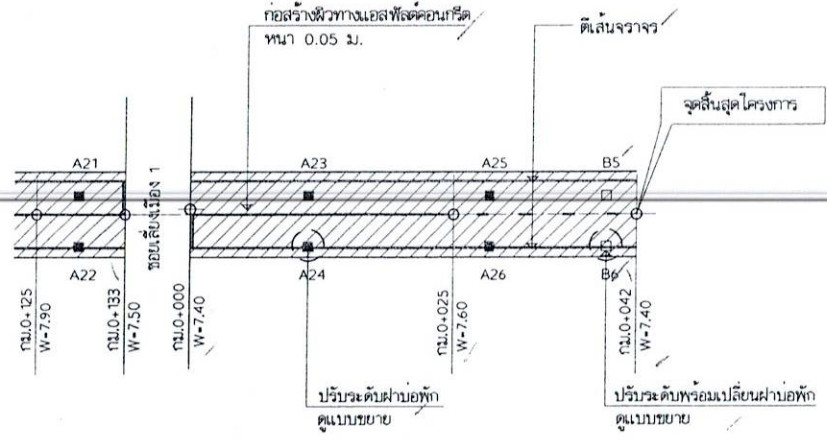 ก่อสร้างผิวทางแอสฟัลต์คอนกรีต
หนา 0.05 ม.
ตีเส้นจราจร
จุดสิ้นสุดโครงการ
A21
A23
A25
B5
ซอยเลี่ยงเมือง 1
A22
A24
A26
B6
กม.0+125
W=7.90
กม.0+133
W=7.50
กม.0+000
W=7.40
กม.0+025
W=7.60
กม.0+042
W=7.40
ปรับระดับฝาบ่อพัก
ดูแบบขยาย
ปรับระดับพร้อมเปลี่ยนฝาบ่อพัก
ดูแบบขยาย